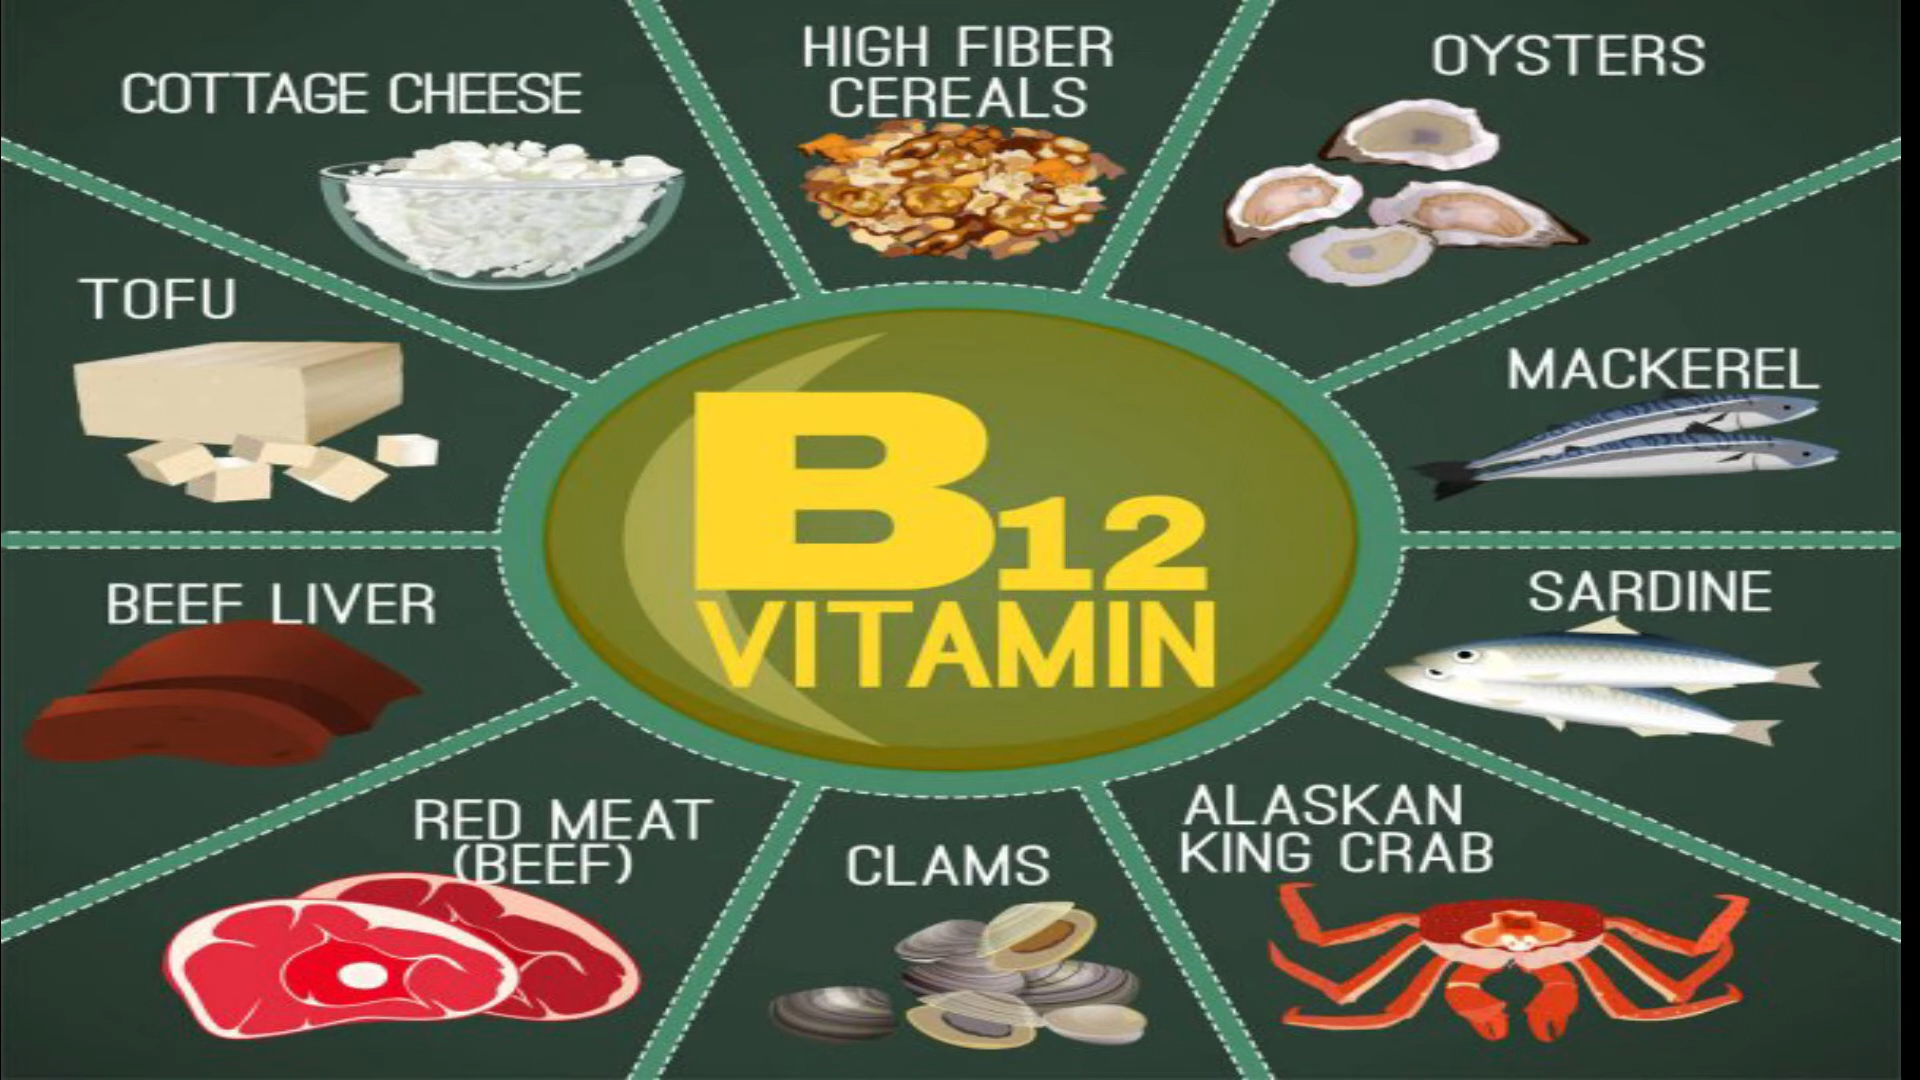 COTTAGE CHEESE
HIGH FIBER
CEREALS
OYSTERS
TOFU
MACKEREL
B12
VITAMIN
BEEF LIVER
SARDINE
RED MEAT
(BEEF)
CLAMS
ALASKAN
KING CRAB